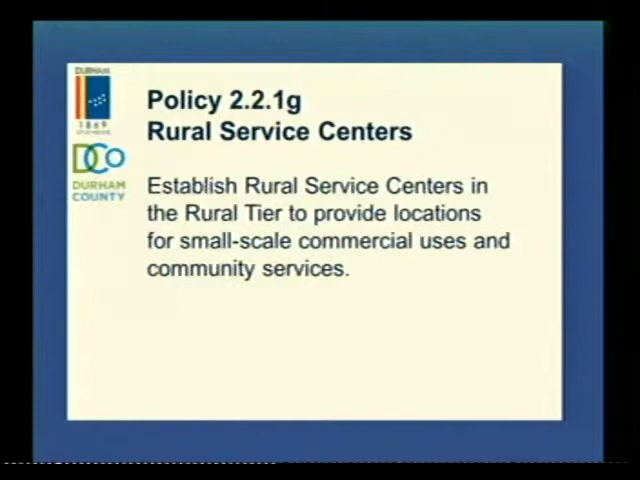 DURHAM
1869
DCo
DURHAM
COUNTY
Policy 2.2.1g
Rural Service Centers
Establish Rural Service Centers in
the Rural Tier to provide locations
for small-scale commercial uses and
community services.